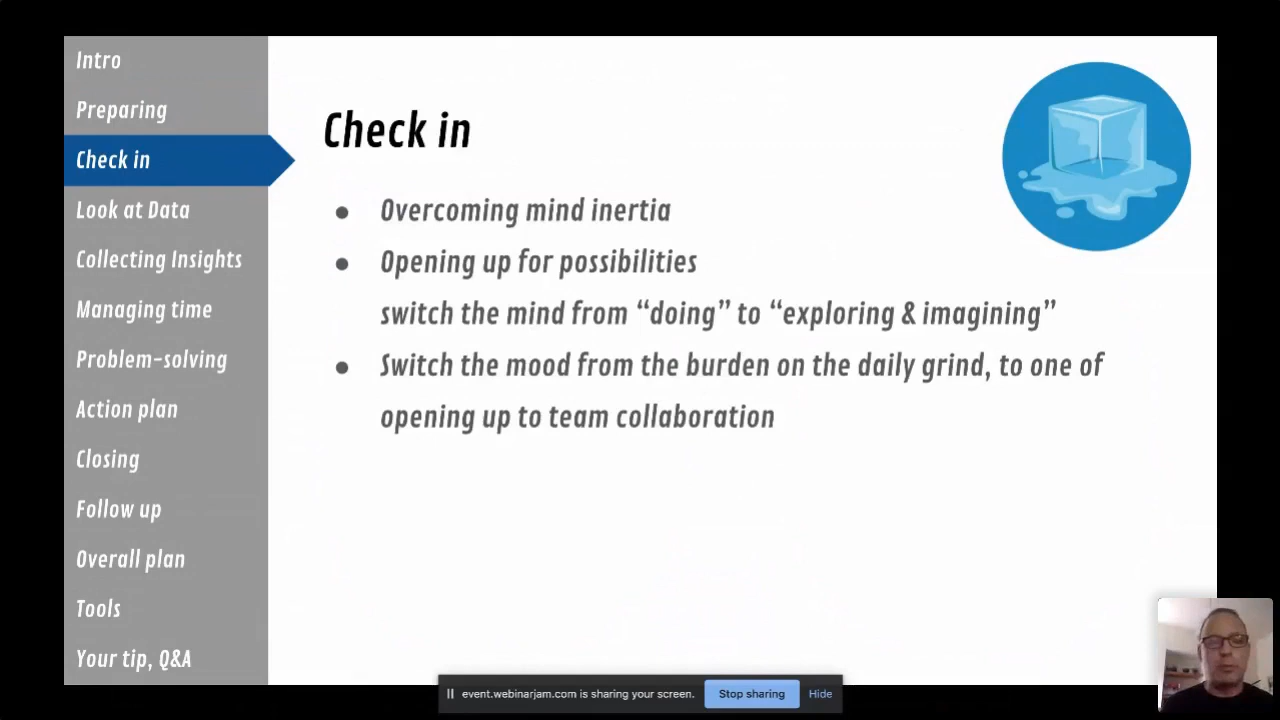 Intro
Preparing
Check in
Look at Data
Collecting Insights
Managing time
Problem-solving
Action plan
Closing
Follow up
Overall plan
Tools
Your tip, Q&A
Check in
● Overcoming mind inertia
● Opening up for possibilities
switch the mind from “doing” to “exploring & imagining”
● Switch the mood from the burden on the daily grind, to one of
opening up to team collaboration
event.webinarjam.com is sharing your screen. Stop sharing Hide